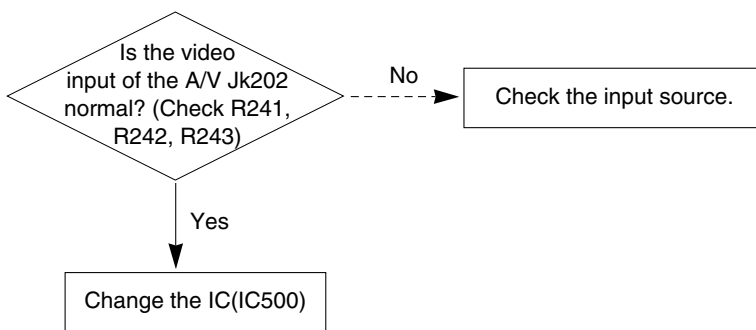 Is the video
input of the A/V Jk202
normal? (Check R241,
R242, R243)
No
Check the input source.
Yes
Change the IC(IC500)